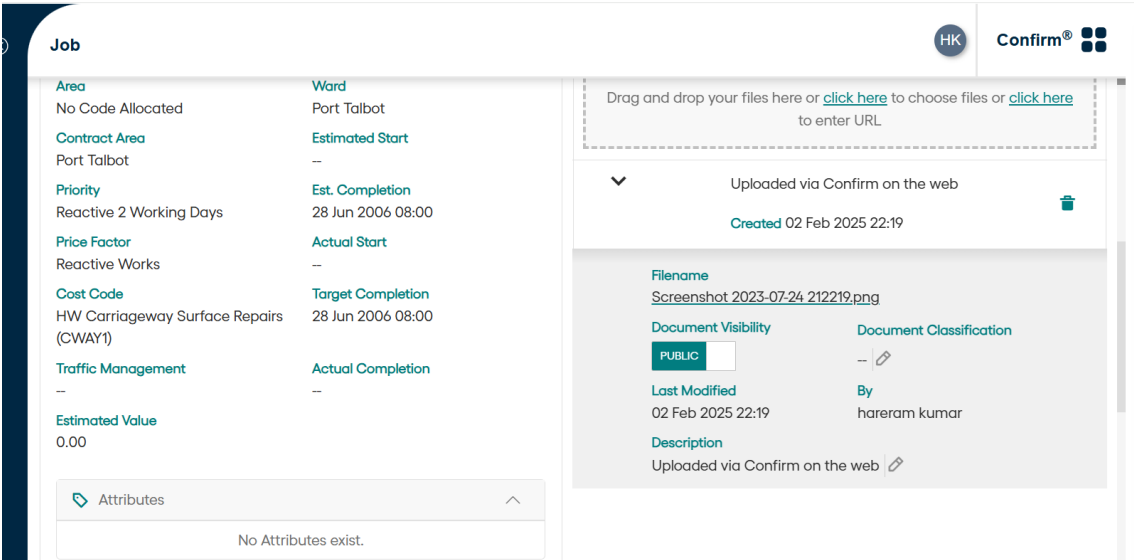 Job
HK
Confirm®
Area
No Code Allocated
Ward
Port Talbot
Contract Area
Port Talbot
Estimated Start
--
Priority
Reactive 2 Working Days
Est. Completion
28 Jun 2006 08:00
Price Factor
Reactive Works
Actual Start
--
Cost Code
HW Carriageway Surface Repairs
(CWAY1)
Target Completion
28 Jun 2006 08:00
Traffic Management
--
Actual Completion
--
Estimated Value
0.00
Attributes
No Attributes exist.
Drag and drop your files here or click here to choose files or click here
to enter URL
Uploaded via Confirm on the web
Created 02 Feb 2025 22:19
Filename
Screenshot 2023-07-24 212219.png
Document Visibility
PUBLIC
Document Classification
--
Last Modified
02 Feb 2025 22:19
By
hareram kumar
Description
Uploaded via Confirm on the web